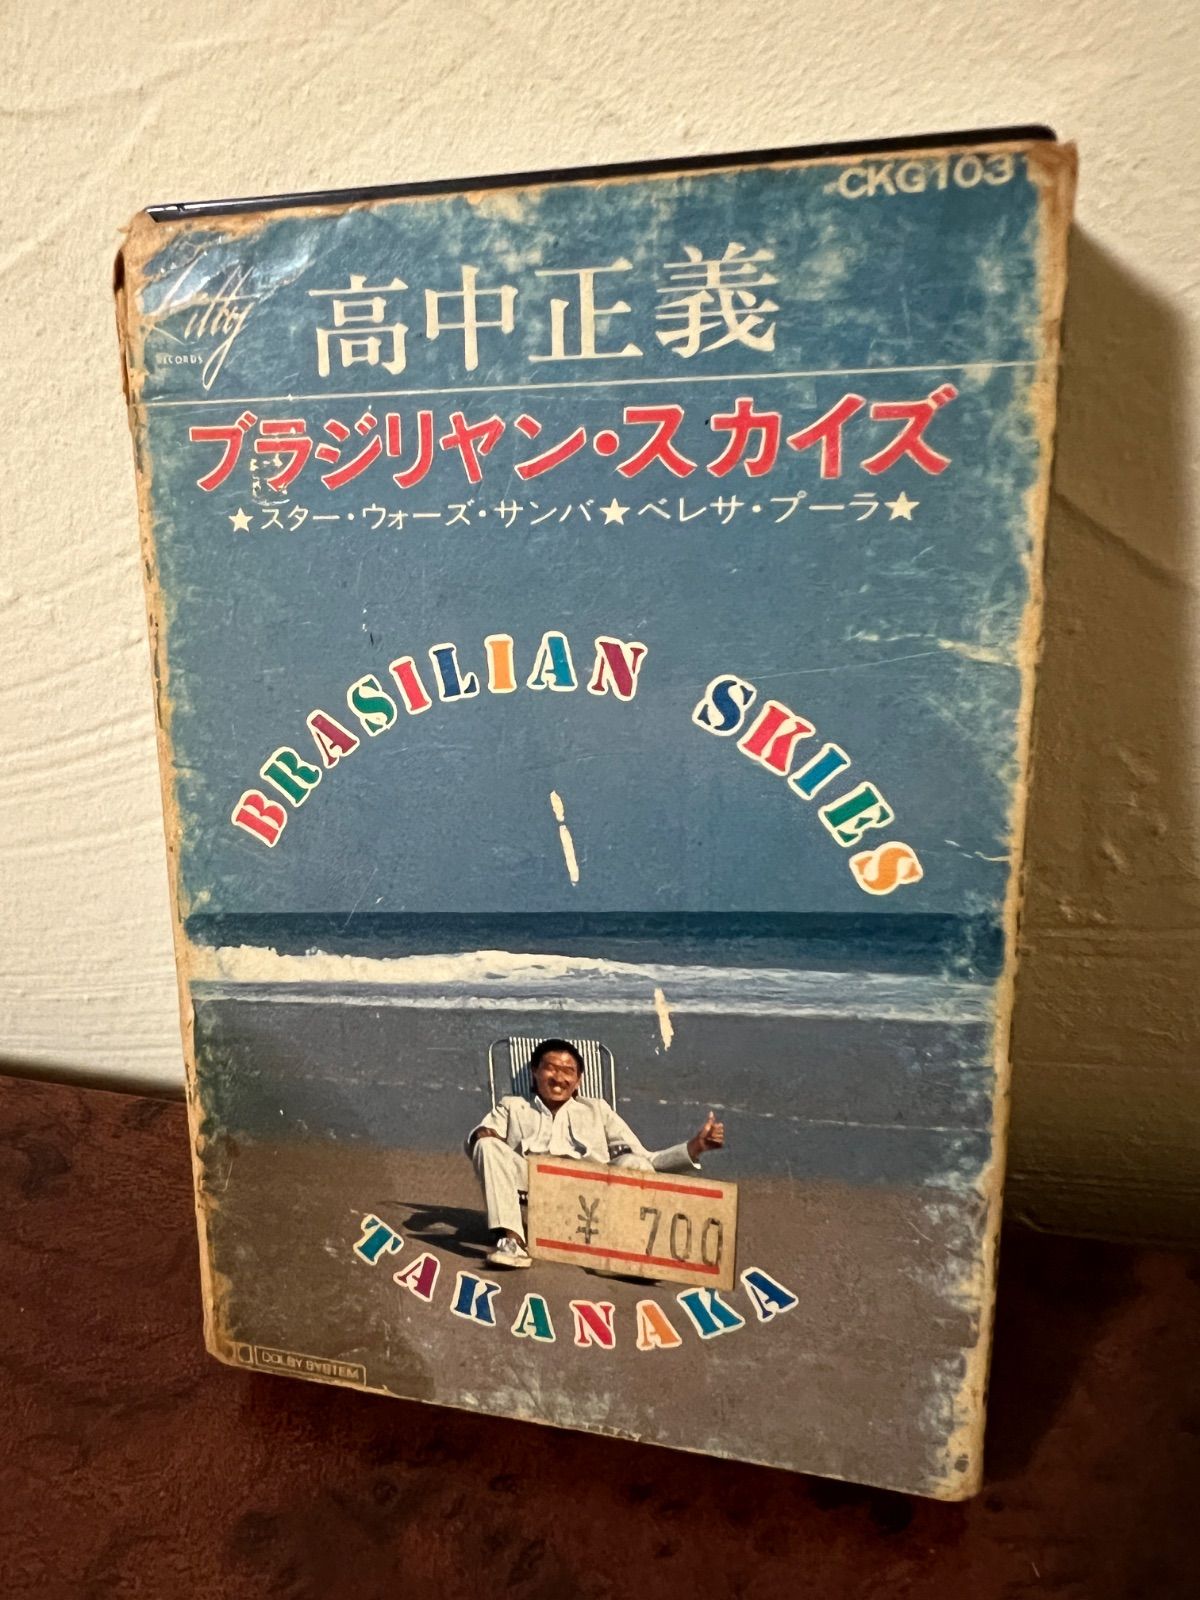 CKG103
Kitty
RECORDS
高中正義
ブラジリヤン・スカイズ
★スター・ウォーズ・サンバ★ベレサ・プーラ★
BRASILIAN SKIES
¥ 700
TAKANAKA
DOLBY SYSTEM